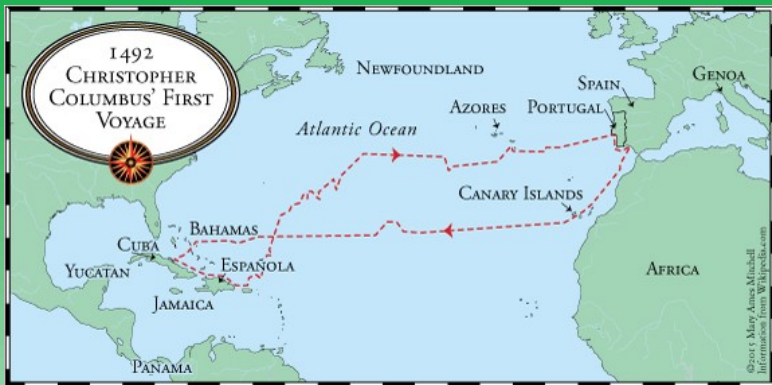 1492
Christopher
Columbus' First
Voyage
Newfoundland
Genoa
Spain
Azores
Portugal
Atlantic Ocean
Canary Islands
Bahamas
Cuba
Española
Yucatan
Africa
Jamaica
Panama
©2015 Mary Ames Mitchell
Information from Wikipedia.com